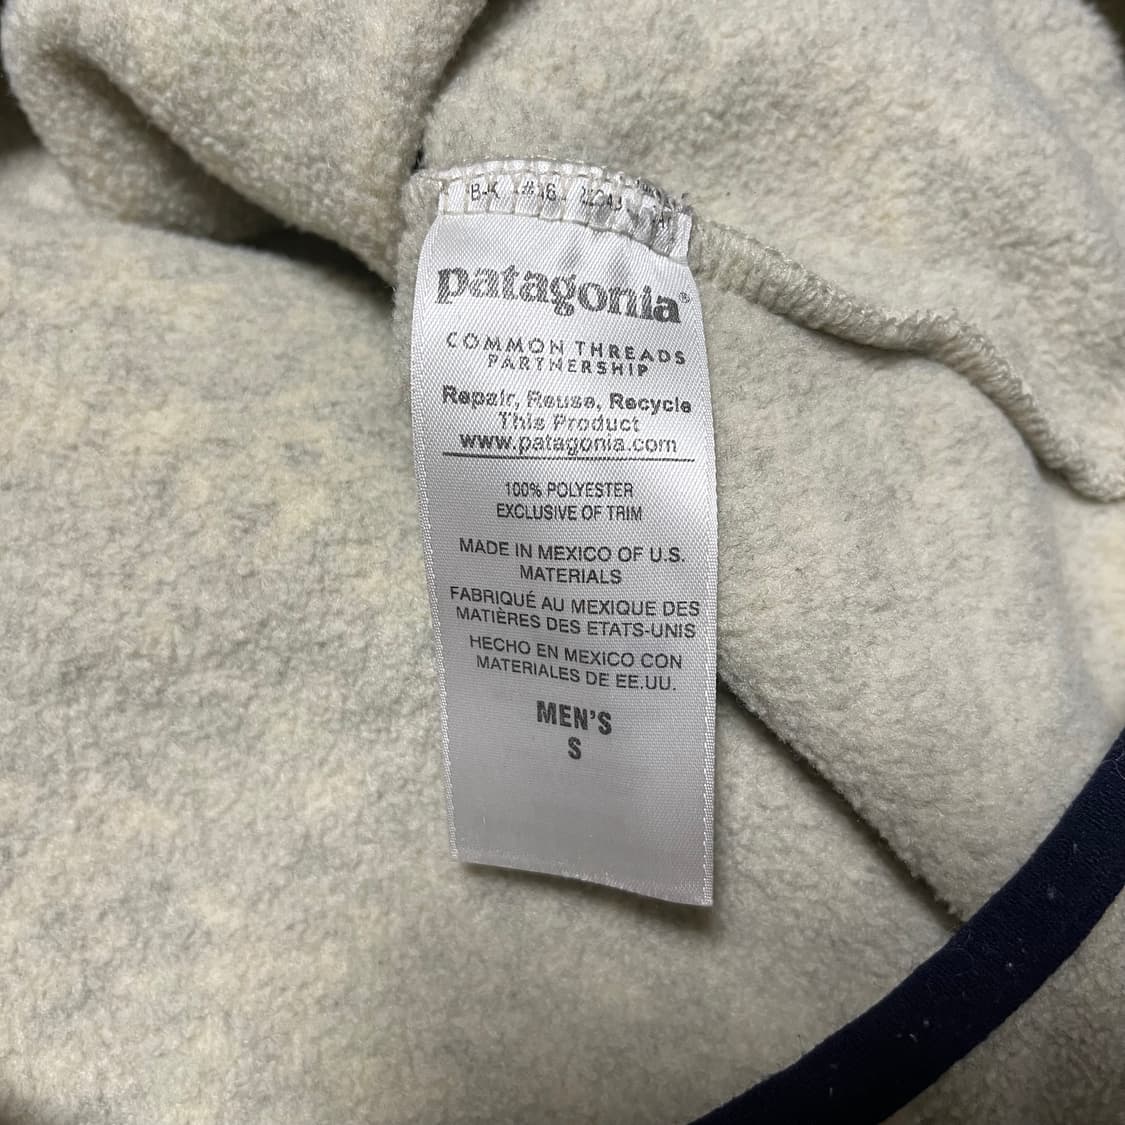 patagonia®
COMMON THREADS
PARTNERSHIP
Repair, Reuse, Recycle
This Product
www.patagonia.com
100% POLYESTER
EXCLUSIVE OF TRIM
MADE IN MEXICO OF U.S.
MATERIALS
FABRIQUÉ AU MEXIQUE DES
MATIÈRES DES ETATS-UNIS
HECHO EN MEXICO CON
MATERIALES DE EE.UU.
MEN'S
S